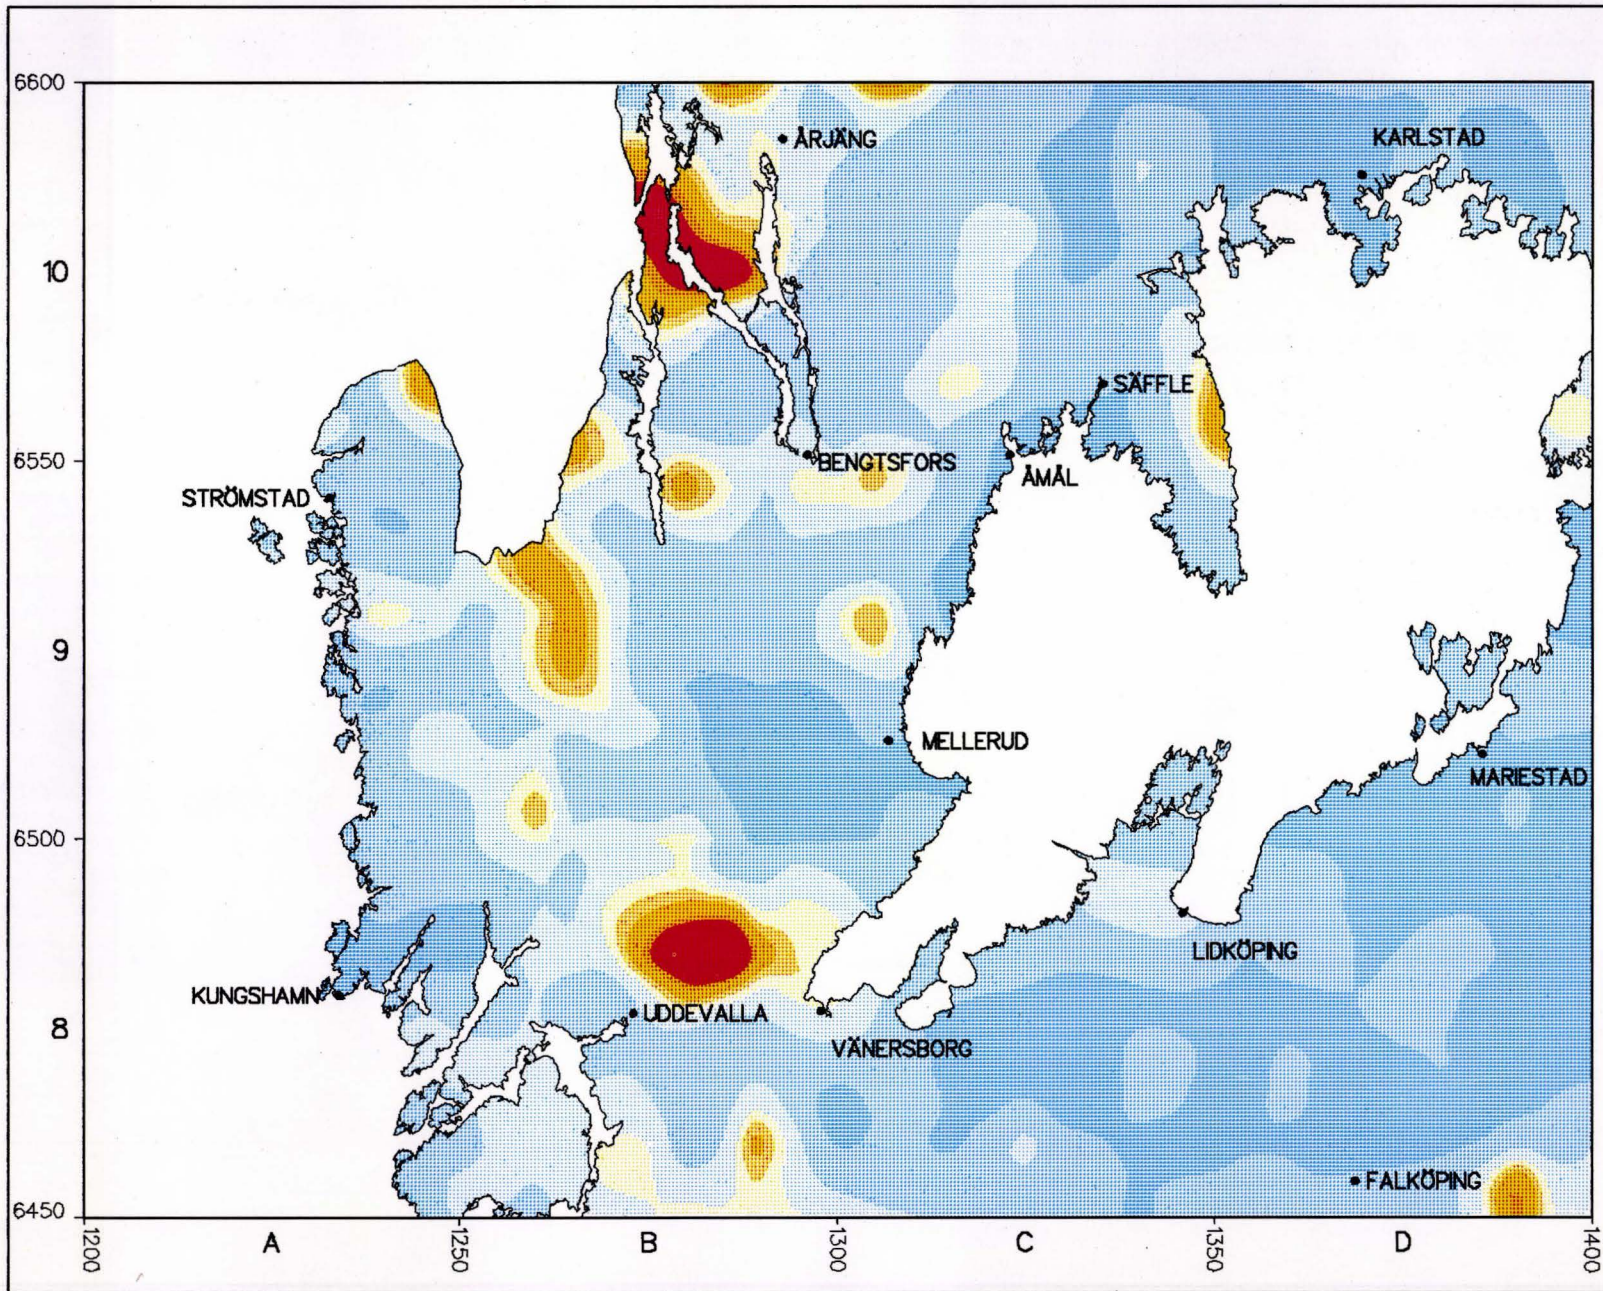 6600
ÅRJÄNG
KARLSTAD
10
SÄFFLE
6550
BENGTSFORS
ÅMÅL
STRÖMSTAD
9
MELLERUD
MARIESTAD
6500
LIDKÖPING
KUNGSHAMN
UDDEVALLA
8
VÄNERSBORG
FALKÖPING
6450
1200
A
1250
B
1300
C
1350
D
1400